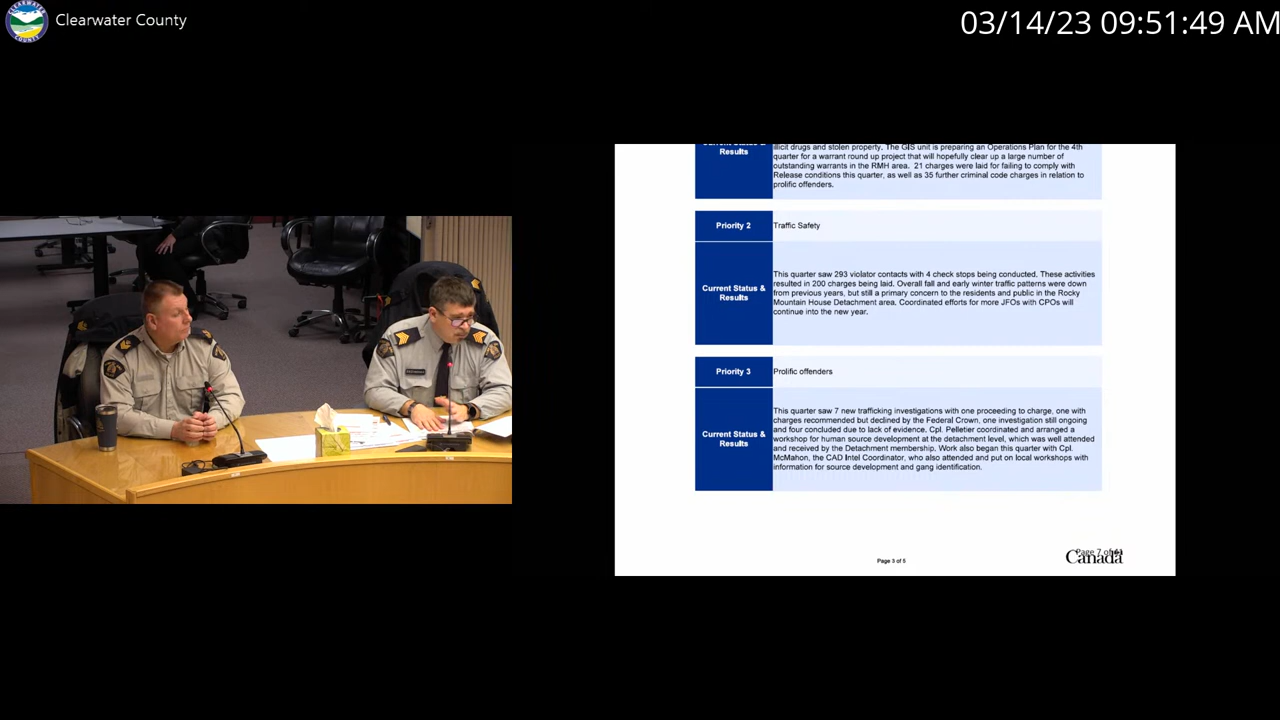 Clearwater County
03/14/23 09:51:49 AM
Results
illicit drugs and stolen property. The GIS unit is preparing an Operations Plan for the 4th
quarter for a warrant round up project that will hopefully clear up a large number of
outstanding warrants in the RMH area. 21 charges were laid for failing to comply with
Release conditions this quarter, as well as 35 further criminal code charges in relation to
prolific offenders.
Priority 2
Traffic Safety
Current Status &
Results
This quarter saw 293 violator contacts with 4 check stops being conducted. These activities
resulted in 200 charges being laid. Overall fall and early winter traffic patterns were down
from previous years, but still a primary concern to the residents and public in the Rocky
Mountain House Detachment area. Coordinated efforts for more JFOs with CPOs will
continue into the new year.
Priority 3
Prolific offenders
Current Status &
Results
This quarter saw 7 new trafficking investigations with one proceeding to charge, one with
charges recommended but declined by the Federal Crown, one investigation still ongoing
and four concluded due to lack of evidence. Cpl. Pelletier coordinated and arranged a
workshop for human source development at the detachment level, which was well attended
and received by the Detachment membership. Work also began this quarter with Cpl.
McMahon, the CAD Intel Coordinator, who also attended and put on local workshops with
information for source development and gang identification.
Page 3 of 5
Page 7 of
Canada